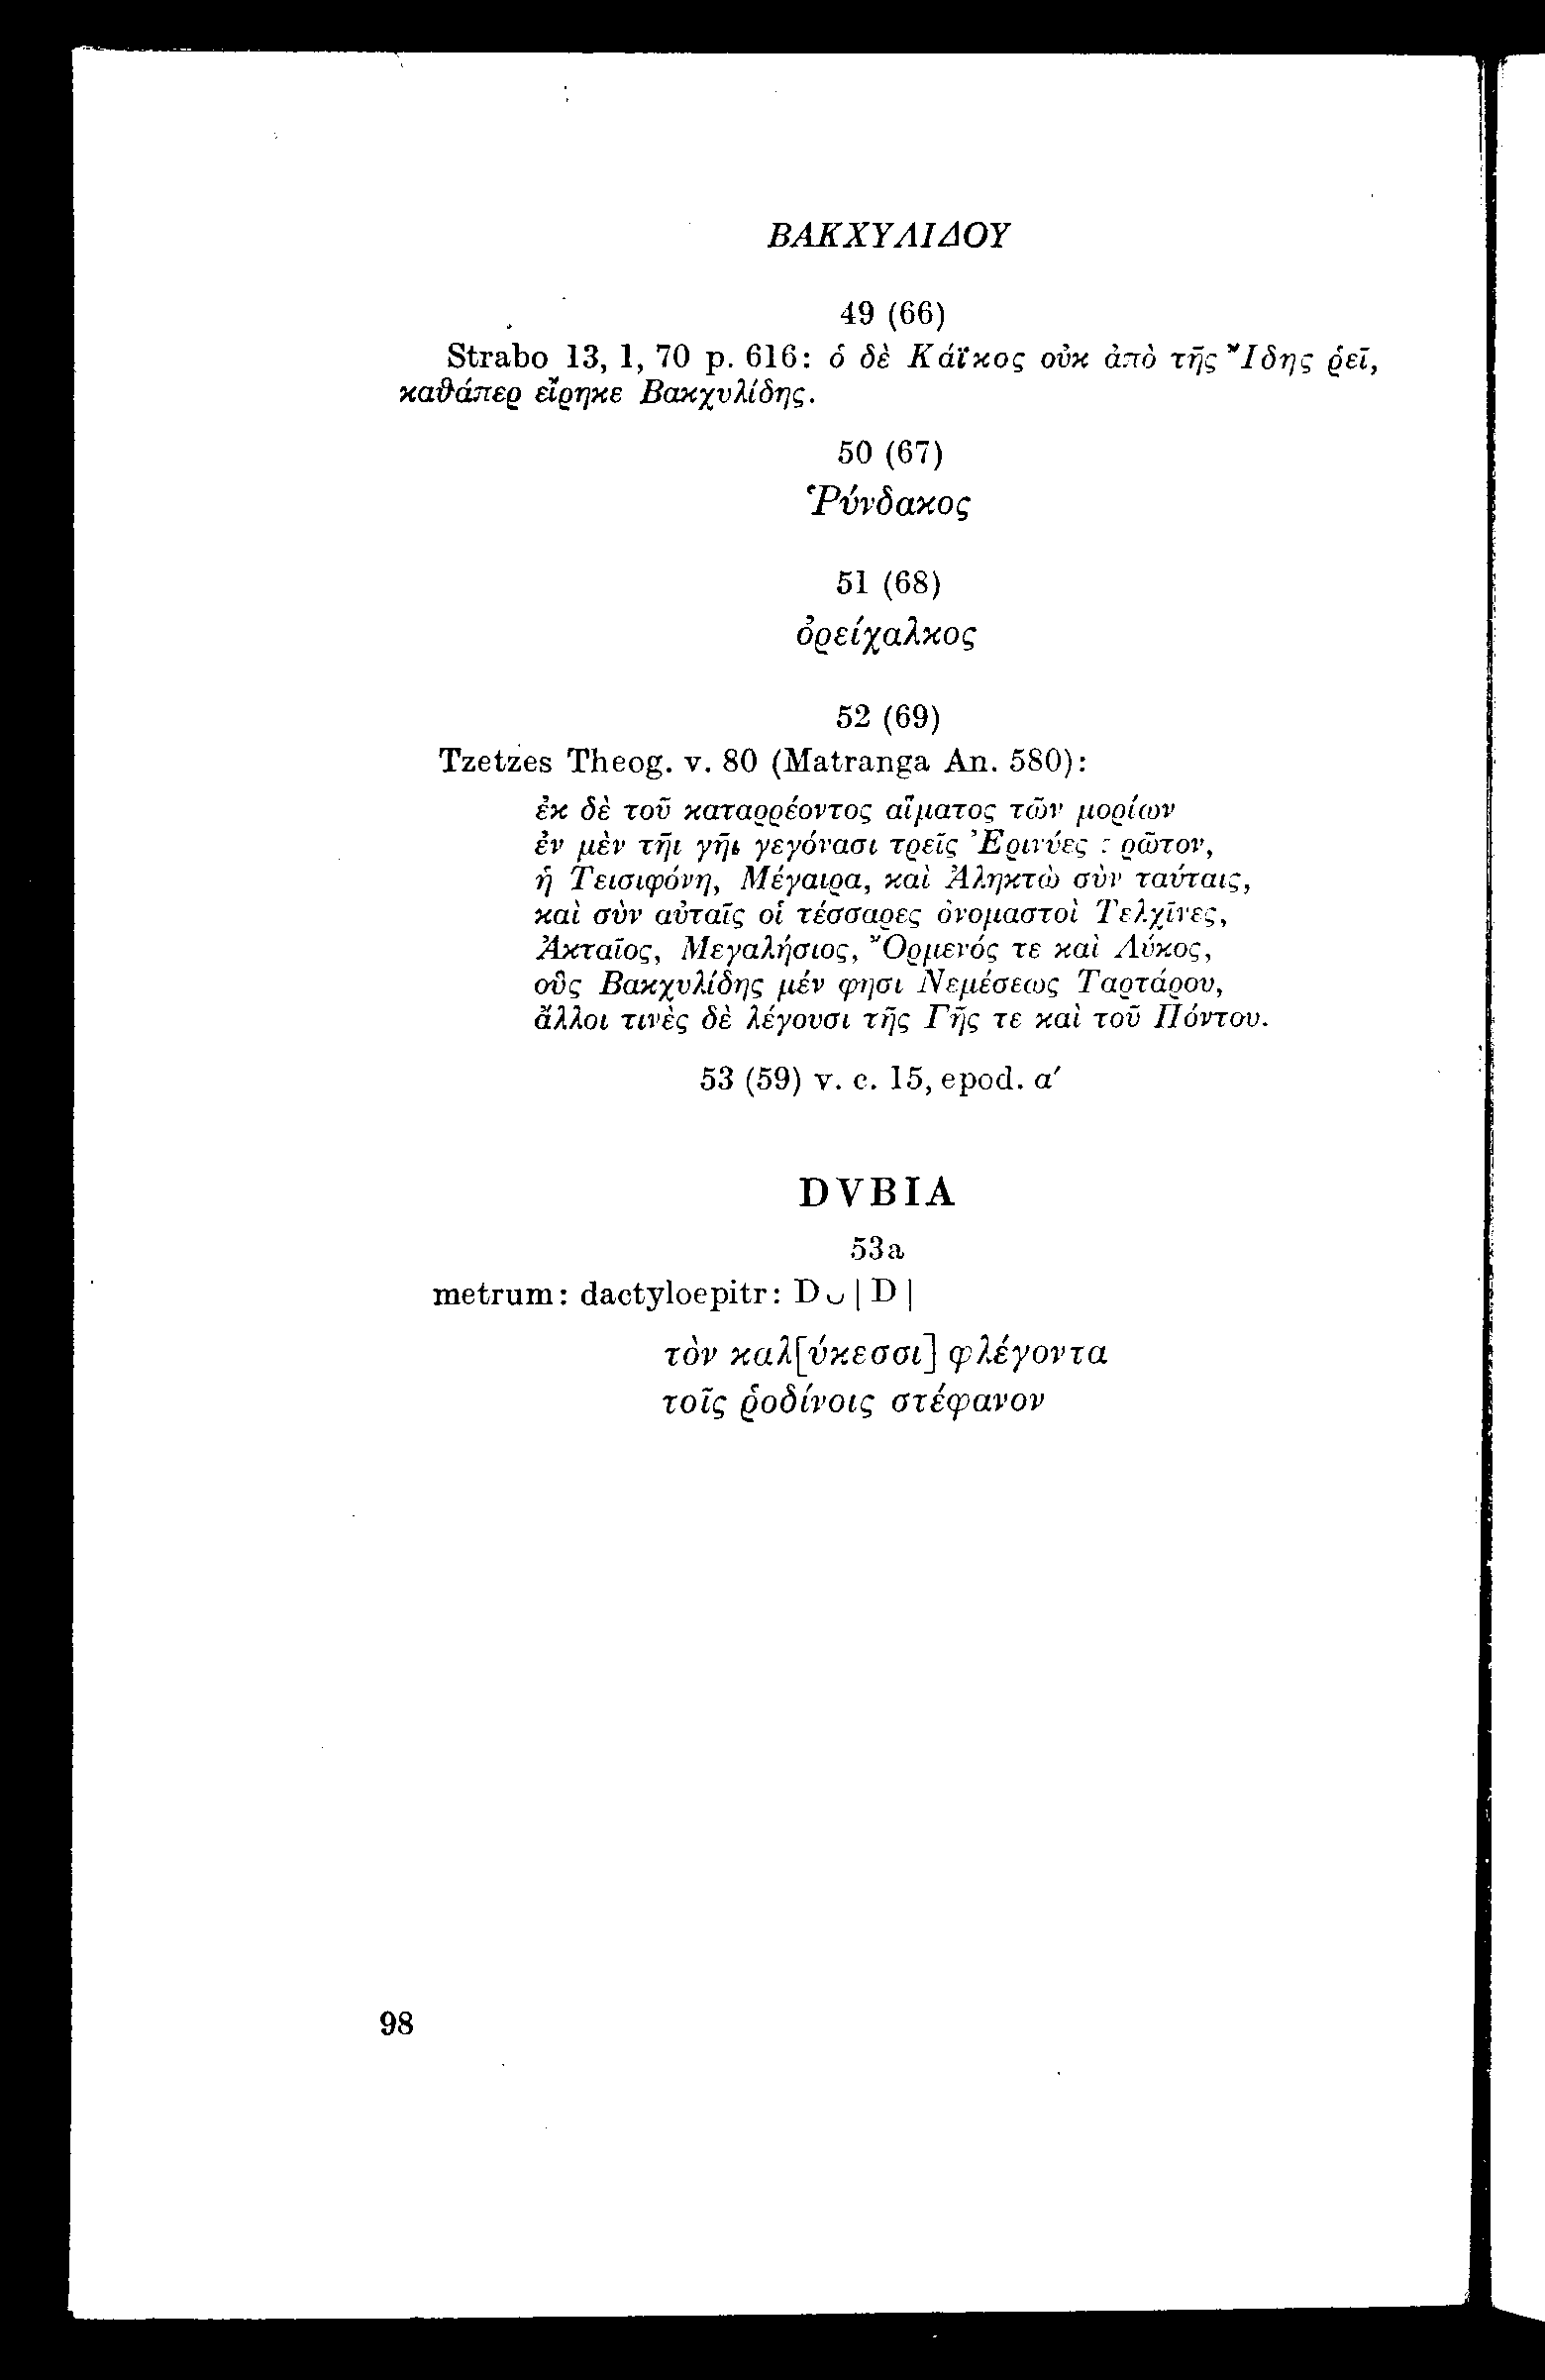 ΒΑΚΧΥΛΙΔΟΥ
49 (66)
Strabo 13, 1, 70 p. 616: ὁ δὲ Κάϊκος οὐκ ἀπὸ τῆς Ἴδης ῥεῖ,
καθάπερ εἴρηκε Βακχυλίδης.
50 (67)
Ῥύνδακος
51 (68)
ὀρείχαλκος
52 (69)
Tzetzes Theog. v. 80 (Matranga An. 580):
ἐκ δὲ τοῦ καταρρέοντος αἵματος τῶν μορίων
ἐν μὲν τῆι γῆι γεγόνασι τρεῖς Ἐρινύες : ρῶτον,
ἡ Τεισιφόνη, Μέγαιρα, καὶ Ἀληκτὼ σὺν ταύταις,
καὶ σὺν αὐταῖς οἱ τέσσαρες ὀνομαστοὶ Τελχῖνες,
Ἀκταῖος, Μεγαλήσιος, Ὄρμενός τε καὶ Λύκος,
οὓς Βακχυλίδης μέν φησι Νεμέσεως Ταρτάρου,
ἄλλοι τινὲς δὲ λέγουσι τῆς Γῆς τε καὶ τοῦ Πόντου.
53 (59) v. c. 15, epod. α′
DVBIA
53a
metrum: dactyloepitr: D ⏑ | D |
τὸν καλ[ύκεσσι] φλέγοντα
τοῖς ῥοδίνοις στέφανον
98